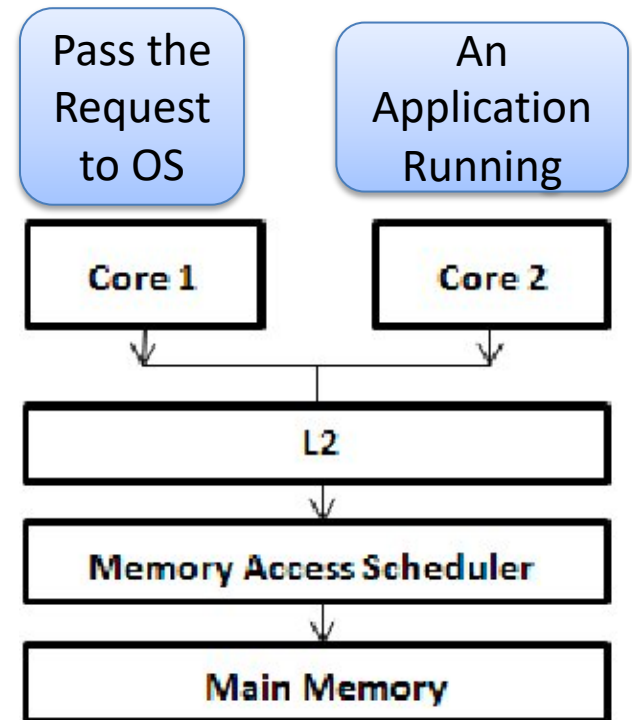 Pass the
Request
to OS
An
Application
Running
Core 1
Core 2
L2
Memory Access Scheduler
Main Memory